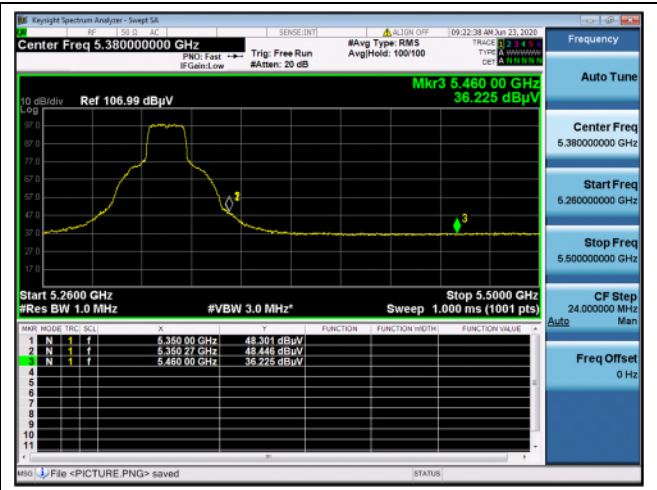 Keysight Spectrum Analyzer - Swept SA
RF 50 Ω AC SENSE:INT ALIGN OFF 09:22:38 AM Jun 23, 2020
Center Freq 5.380000000 GHz
PNO: Fast
IFGain:Low
Trig: Free Run
#Atten: 20 dB
#Avg Type: RMS
Avg|Hold: 100/100
TRACE 1 2 3 4 5 6
TYPE A WWWWW
DET A N N N N N
Mkr3 5.460 00 GHz
36.225 dBµV
10 dB/div Ref 106.99 dBµV
Log
97.0
87.0
77.0
67.0
57.0
47.0
37.0
27.0
17.0
2
3
Start 5.2600 GHz
Stop 5.5000 GHz
#Res BW 1.0 MHz
#VBW 3.0 MHz*
Sweep 1.000 ms (1001 pts)
MKR MODE TRC SCL X Y FUNCTION FUNCTION WIDTH FUNCTION VALUE
1 N 1 f 5.350 00 GHz 48.301 dBµV
2 N 1 f 5.350 27 GHz 48.446 dBµV
3 N 1 f 5.460 00 GHz 36.225 dBµV
4
5
6
7
8
9
10
11
MSG File <PICTURE.PNG> saved
STATUS
Frequency
Auto Tune
Center Freq
5.380000000 GHz
Start Freq
5.260000000 GHz
Stop Freq
5.500000000 GHz
CF Step
24.000000 MHz
Auto Man
Freq Offset
0 Hz